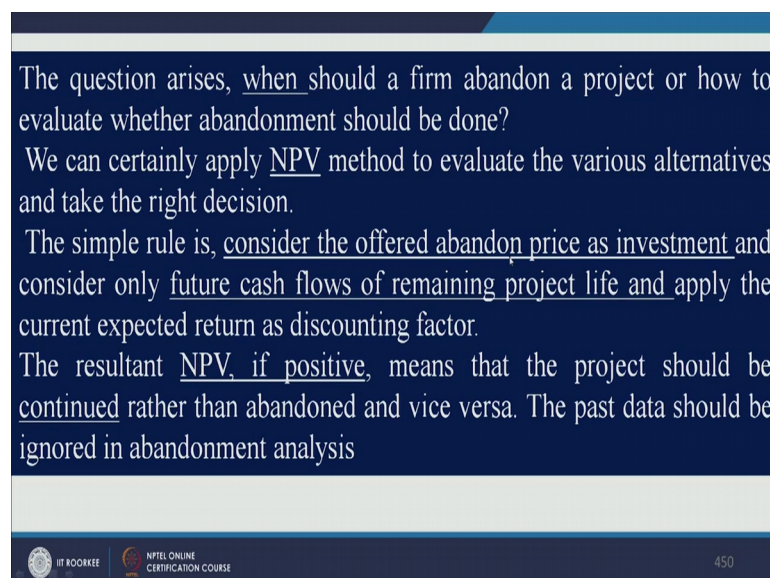 The question arises, when should a firm abandon a project or how to
evaluate whether abandonment should be done?
We can certainly apply NPV method to evaluate the various alternatives
and take the right decision.
The simple rule is, consider the offered abandon price as investment and
consider only future cash flows of remaining project life and apply the
current expected return as discounting factor.
The resultant NPV, if positive, means that the project should be
continued rather than abandoned and vice versa. The past data should be
ignored in abandonment analysis
IIT ROORKEE
NPTEL ONLINE
CERTIFICATION COURSE
450